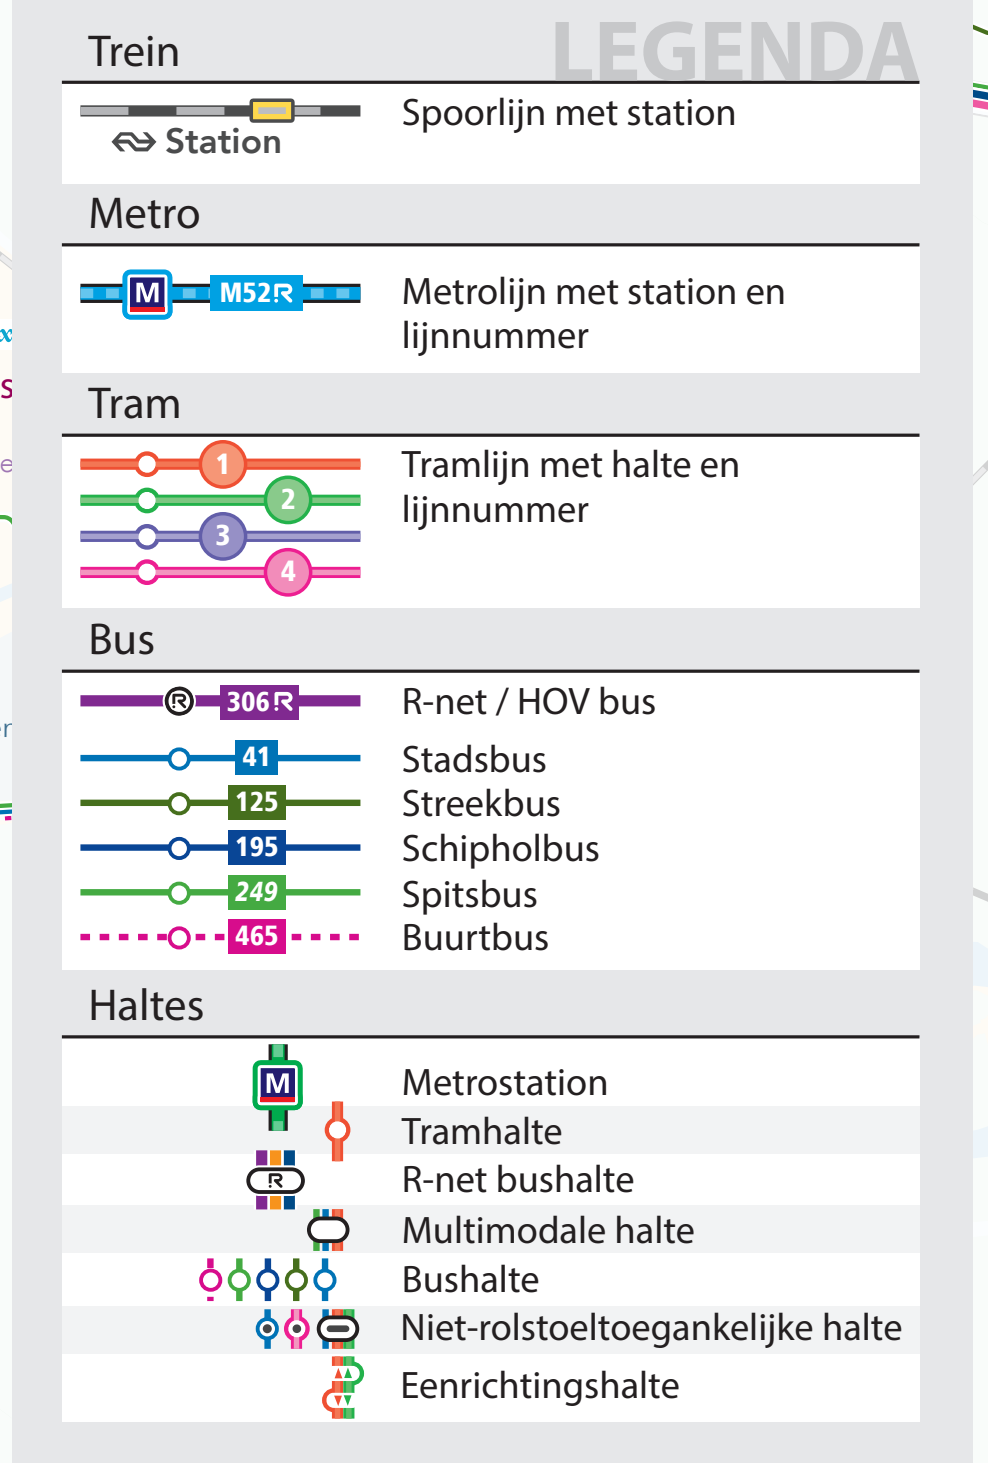 LEGENDA
Trein
Spoorlijn met station
Station
Metro
M
M52R
Metrolijn met station en
lijnnummer
Tram
1
2
3
4
Tramlijn met halte en
lijnnummer
Bus
R
306R
R-net / HOV bus
41
Stadsbus
125
Streekbus
195
Schipholbus
249
Spitsbus
465
Buurtbus
Haltes
M
Metrostation
Tramhalte
R
R-net bushalte
Multimodale halte
Bushalte
Niet-rolstoeltoegankelijke halte
Eenrichtingshalte